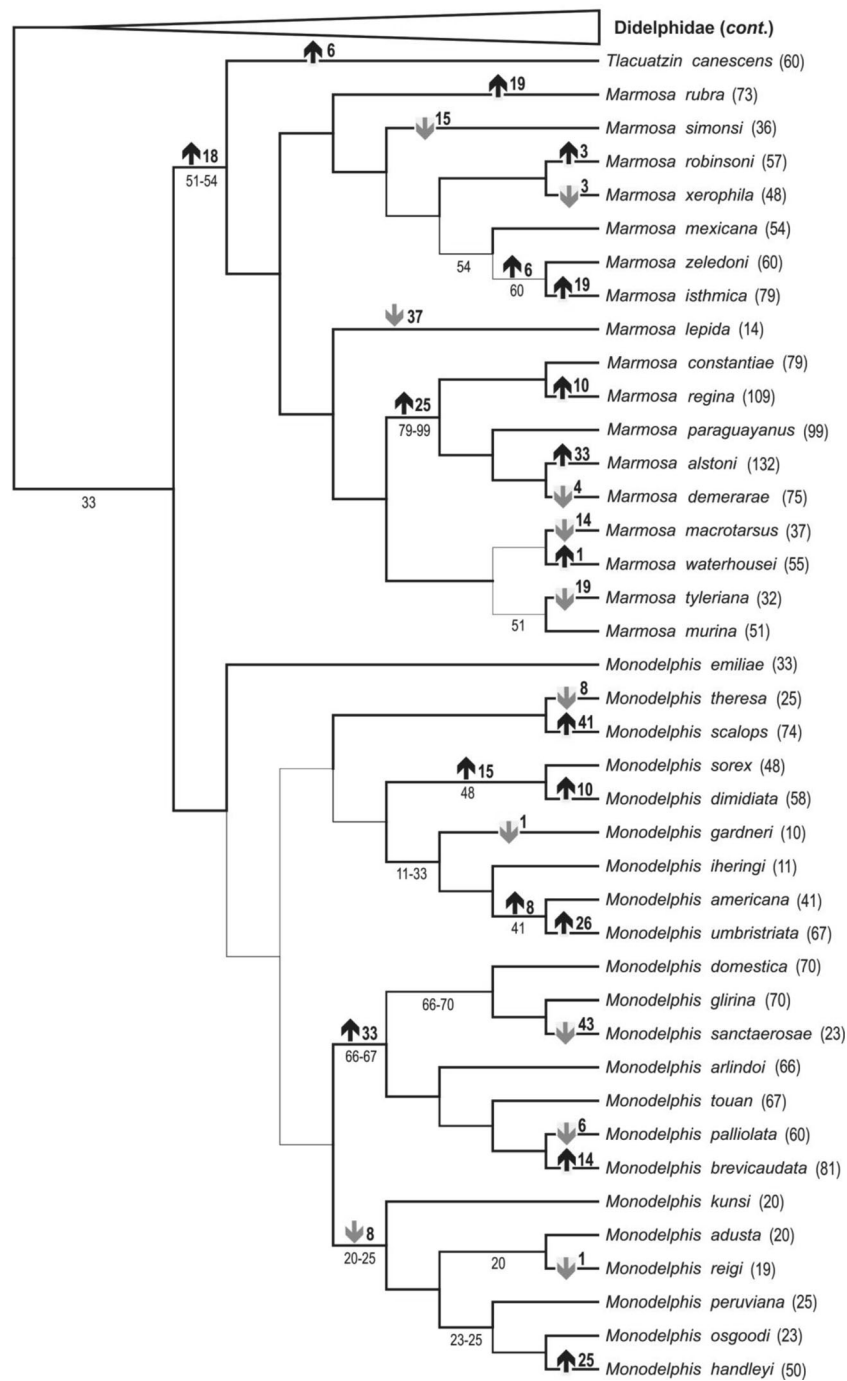 Didelphidae (cont.)
6
Tlacuatzin canescens (60)
19
Marmosa rubra (73)
15
Marmosa simonsi (36)
18
51-54
3
Marmosa robinsoni (57)
3
Marmosa xerophila (48)
Marmosa mexicana (54)
54
6
60
Marmosa zeledoni (60)
19
Marmosa isthmica (79)
37
Marmosa lepida (14)
Marmosa constantiae (79)
25
79-99
10
Marmosa regina (109)
Marmosa paraguayanus (99)
33
Marmosa alstoni (132)
33
4
Marmosa demerarae (75)
14
Marmosa macrotarsus (37)
1
Marmosa waterhousei (55)
19
Marmosa tyleriana (32)
51
Marmosa murina (51)
Monodelphis emiliae (33)
8
Monodelphis theresa (25)
41
Monodelphis scalops (74)
15
48
Monodelphis sorex (48)
10
Monodelphis dimidiata (58)
1
Monodelphis gardneri (10)
11-33
Monodelphis iheringi (11)
8
41
Monodelphis americana (41)
26
Monodelphis umbristriata (67)
Monodelphis domestica (70)
66-70
Monodelphis glirina (70)
33
66-67
43
Monodelphis sanctaerosae (23)
Monodelphis arlindoi (66)
Monodelphis touan (67)
6
Monodelphis palliolata (60)
14
Monodelphis brevicaudata (81)
Monodelphis kunsi (20)
8
20-25
Monodelphis adusta (20)
20
1
Monodelphis reigi (19)
Monodelphis peruviana (25)
23-25
Monodelphis osgoodi (23)
25
Monodelphis handleyi (50)